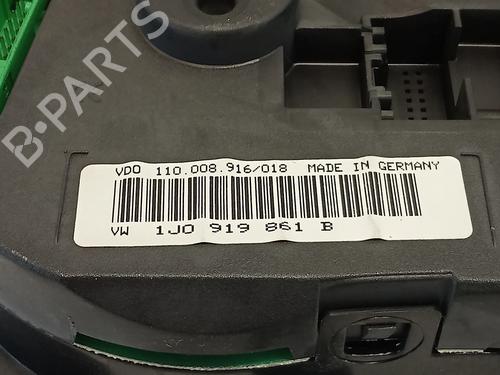 B-PARTS
VDO 110.008.916/018 MADE IN GERMANY
VW 1J0 919 861 B